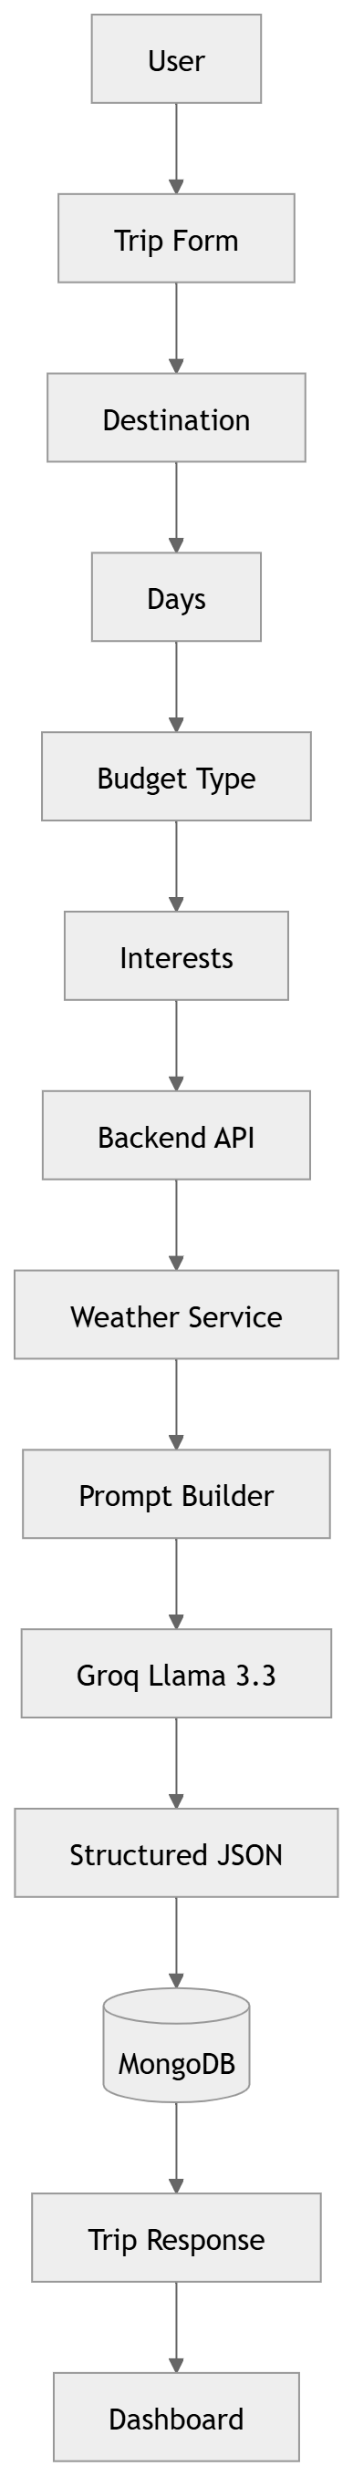 User
Trip Form
Destination
Days
Budget Type
Interests
Backend API
Weather Service
Prompt Builder
Groq Llama 3.3
Structured JSON
MongoDB
Trip Response
Dashboard